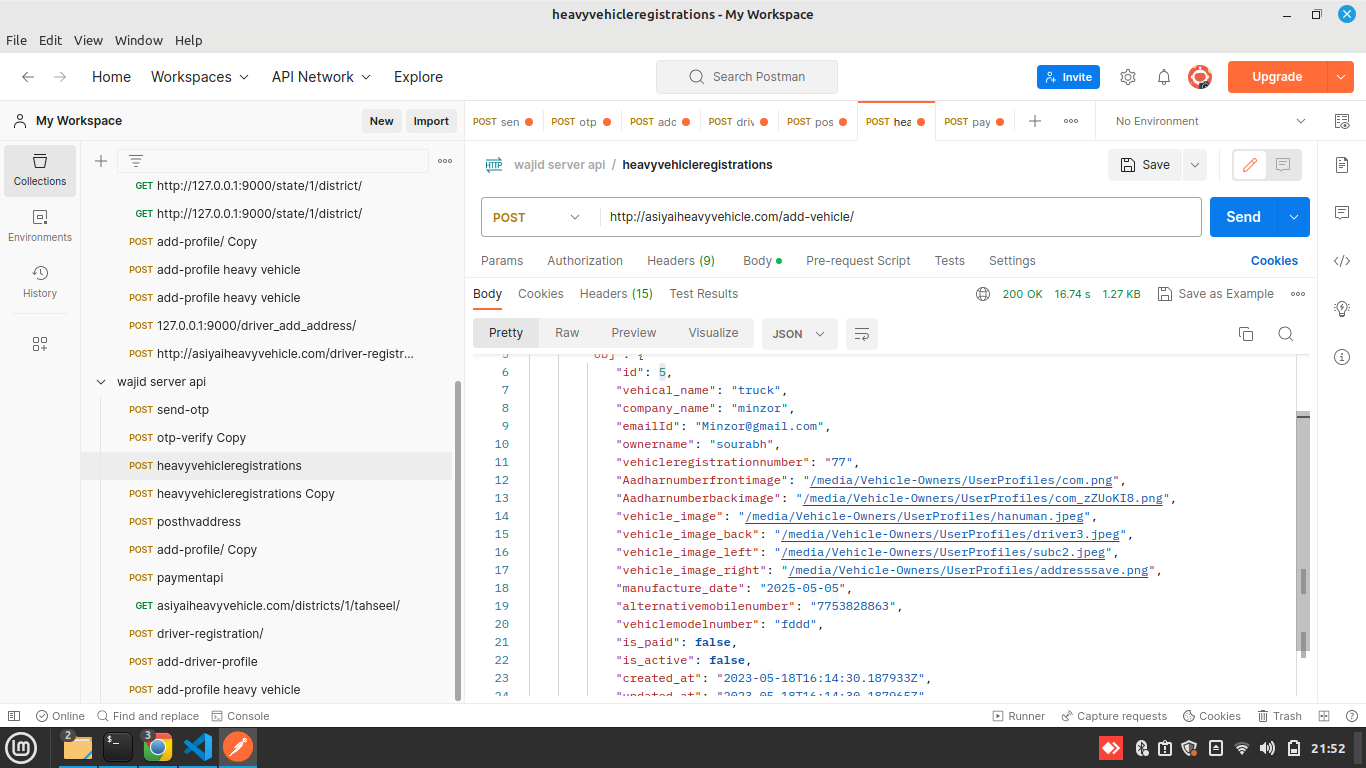 heavyvehicleregistrations - My Workspace
File Edit View Window Help
Home Workspaces API Network Explore Search Postman Invite Upgrade
My Workspace New Import
POST sen POST otp POST adc POST driv POST pos POST hea POST pay No Environment
Collections
Environments
History
GET http://127.0.0.1:9000/state/1/district/
GET http://127.0.0.1:9000/state/1/district/
POST add-profile/ Copy
POST add-profile heavy vehicle
POST add-profile heavy vehicle
POST 127.0.0.1:9000/driver_add_address/
POST http://asiyaiheavyvehicle.com/driver-registr...
wajid server api
POST send-otp
POST otp-verify Copy
POST heavyvehicleregistrations
POST heavyvehicleregistrations Copy
POST posthvaddress
POST add-profile/ Copy
POST paymentapi
GET asiyaiheavyvehicle.com/districts/1/tahseel/
POST driver-registration/
POST add-driver-profile
POST add-profile heavy vehicle
HTTP wajid server api / heavyvehicleregistrations Save
POST http://asiyaiheavyvehicle.com/add-vehicle/ Send
Params Authorization Headers (9) Body Pre-request Script Tests Settings Cookies
Body Cookies Headers (15) Test Results 200 OK 16.74 s 1.27 KB Save as Example
Pretty Raw Preview Visualize JSON
5 "obj": {
6 "id": 5,
7 "vehical_name": "truck",
8 "company_name": "minzor",
9 "emailId": "Minzor@gmail.com",
10 "ownername": "sourabh",
11 "vehicleregistrationnumber": "77",
12 "Aadharnumberfrontimage": "/media/Vehicle-Owners/UserProfiles/com.png",
13 "Aadharnumberbackimage": "/media/Vehicle-Owners/UserProfiles/com_zZUoKI8.png",
14 "vehicle_image": "/media/Vehicle-Owners/UserProfiles/hanuman.jpeg",
15 "vehicle_image_back": "/media/Vehicle-Owners/UserProfiles/driver3.jpeg",
16 "vehicle_image_left": "/media/Vehicle-Owners/UserProfiles/subc2.jpeg",
17 "vehicle_image_right": "/media/Vehicle-Owners/UserProfiles/addresssave.png",
18 "manufacture_date": "2025-05-05",
19 "alternativemobilenumber": "7753828863",
20 "vehiclemodelnumber": "fddd",
21 "is_paid": false,
22 "is_active": false,
23 "created_at": "2023-05-18T16:14:30.187933Z",
24 "updated_at": "2023-05-18T16:14:30.187965Z"
Online Find and replace Console Runner Capture requests Cookies Trash
2 3 21:52